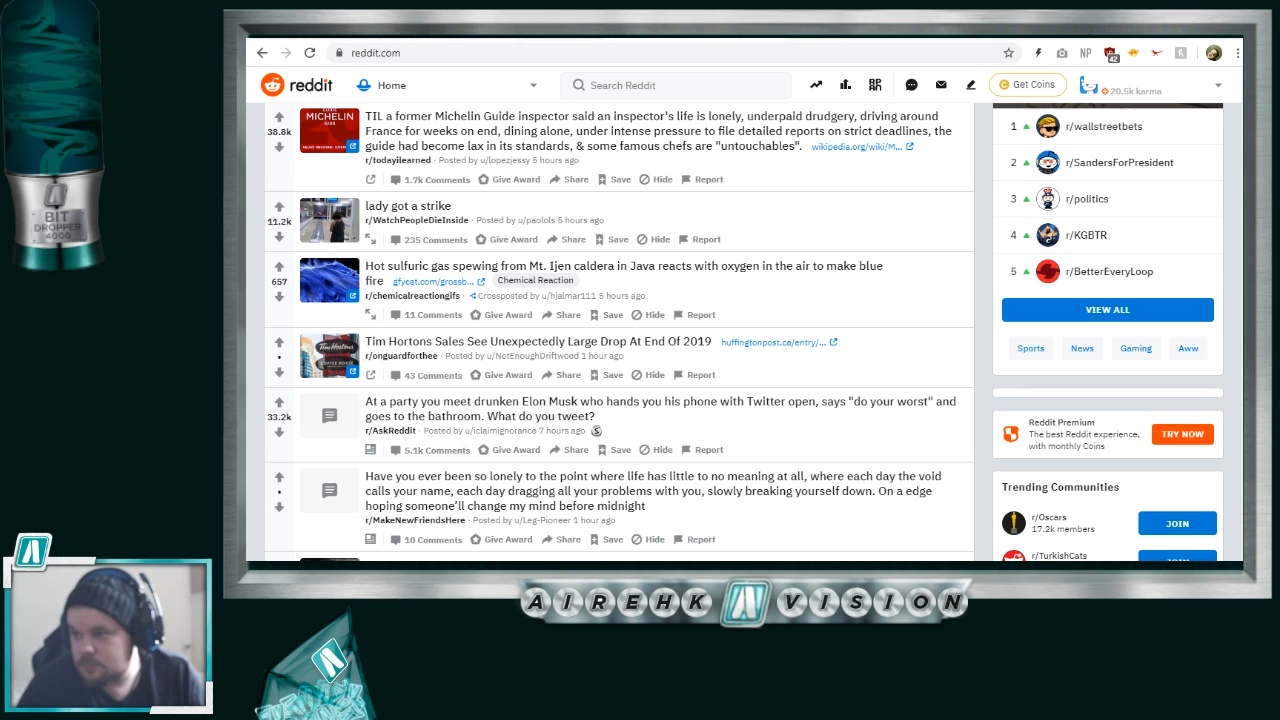 BIT
DROPPER
4000
reddit.com
42
NP
reddit
Home
Search Reddit
Get Coins
20.5k karma
GUIDE
MICHELIN
38.8k
TIL a former Michelin Guide inspector said an inspector's life is lonely, underpaid drudgery, driving around
France for weeks on end, dining alone, under intense pressure to file detailed reports on strict deadlines, the
guide had become lax in its standards, & some famous chefs are "untouchables". wikipedia.org/wiki/M...
r/todayilearned · Posted by u/lopezjessy 5 hours ago
1.7k Comments Give Award Share Save Hide Report
11.2k
lady got a strike
r/WatchPeopleDieInside · Posted by u/paolols 5 hours ago
235 Comments Give Award Share Save Hide Report
657
Hot sulfuric gas spewing from Mt. Ijen caldera in Java reacts with oxygen in the air to make blue
fire gfycat.com/grossb... Chemical Reaction
r/chemicalreactiongifs · Crossposted by u/hjalmar111 5 hours ago
11 Comments Give Award Share Save Hide Report
Tim Hortons Sales See Unexpectedly Large Drop At End Of 2019 huffingtonpost.ca/entry/...
r/onguardforthee · Posted by u/NotEnoughDriftwood 1 hour ago
43 Comments Give Award Share Save Hide Report
33.2k
At a party you meet drunken Elon Musk who hands you his phone with Twitter open, says "do your worst" and
goes to the bathroom. What do you tweet?
r/AskReddit · Posted by u/iclaimignorance 7 hours ago
5.1k Comments Give Award Share Save Hide Report
Have you ever been so lonely to the point where life has little to no meaning at all, where each day the void
calls your name, each day dragging all your problems with you, slowly breaking yourself down. On a edge
hoping someone'll change my mind before midnight
r/MakeNewFriendsHere · Posted by u/Leg-Pioneer 1 hour ago
10 Comments Give Award Share Save Hide Report
1 r/wallstreetbets
2 r/SandersForPresident
3 r/politics
4 r/KGBTR
5 r/BetterEveryLoop
VIEW ALL
Sports News Gaming Aww
Reddit Premium
The best Reddit experience,
with monthly Coins
TRY NOW
Trending Communities
r/Oscars
17.2k members
JOIN
r/TurkishCats
JOIN
AIREHK VISION